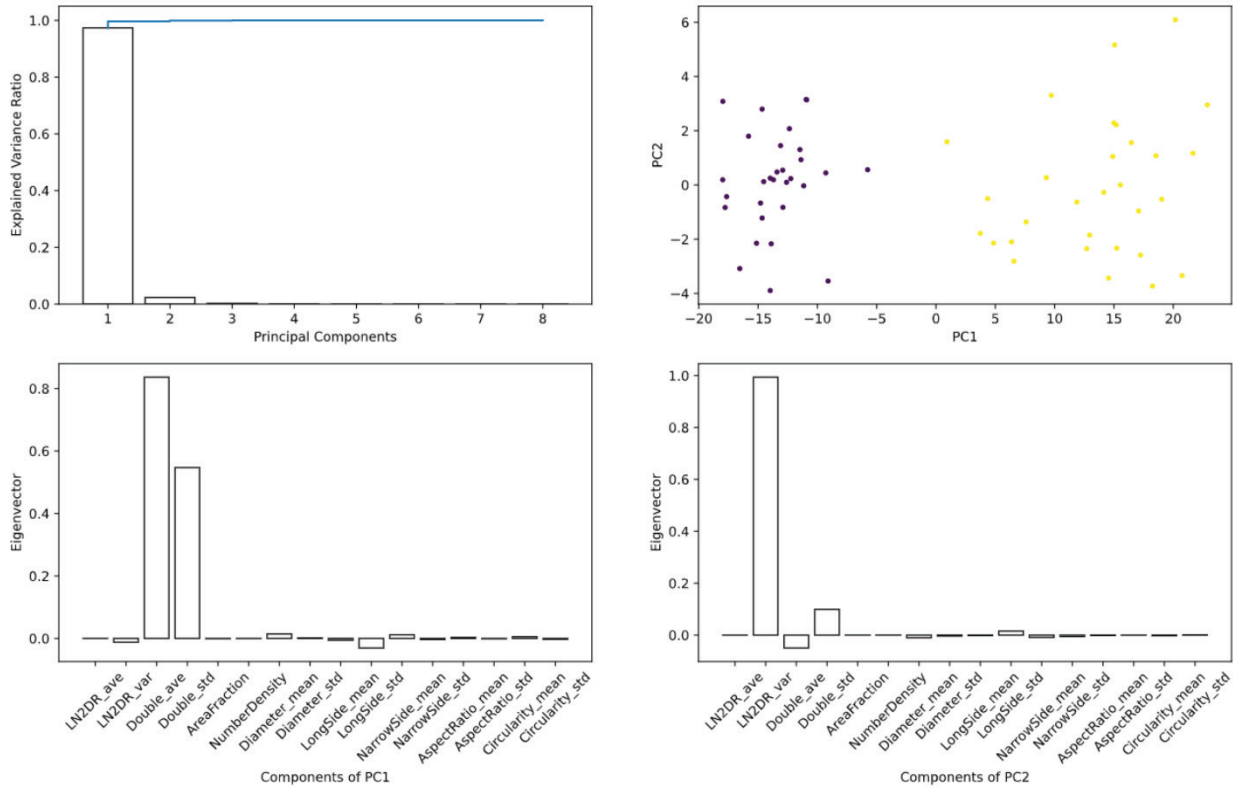 1.0
0.8
0.6
0.4
0.2
0.0
Explained Variance Ratio
1 2 3 4 5 6 7 8
Principal Components
6
4
2
0
−2
−4
PC2
−20 −15 −10 −5 0 5 10 15 20
PC1
0.8
0.6
0.4
0.2
0.0
Eigenvector
LN2DR_ave
LN2DR_var
Double_ave
Double_std
AreaFraction
NumberDensity
Diameter_mean
Diameter_std
LongSide_mean
LongSide_std
NarrowSide_mean
NarrowSide_std
AspectRatio_mean
AspectRatio_std
Circularity_mean
Circularity_std
Components of PC1
1.0
0.8
0.6
0.4
0.2
0.0
Eigenvector
LN2DR_ave
LN2DR_var
Double_ave
Double_std
AreaFraction
NumberDensity
Diameter_mean
Diameter_std
LongSide_mean
LongSide_std
NarrowSide_mean
NarrowSide_std
AspectRatio_mean
AspectRatio_std
Circularity_mean
Circularity_std
Components of PC2